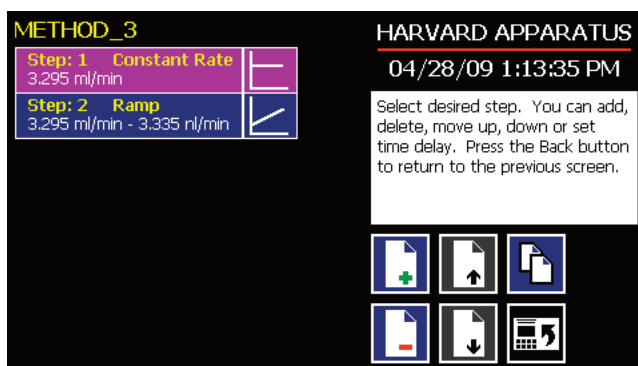 METHOD_3
Step: 1 Constant Rate
3.295 ml/min
Step: 2 Ramp
3.295 ml/min - 3.335 nl/min
HARVARD APPARATUS
04/28/09 1:13:35 PM
Select desired step. You can add,
delete, move up, down or set
time delay. Press the Back button
to return to the previous screen.